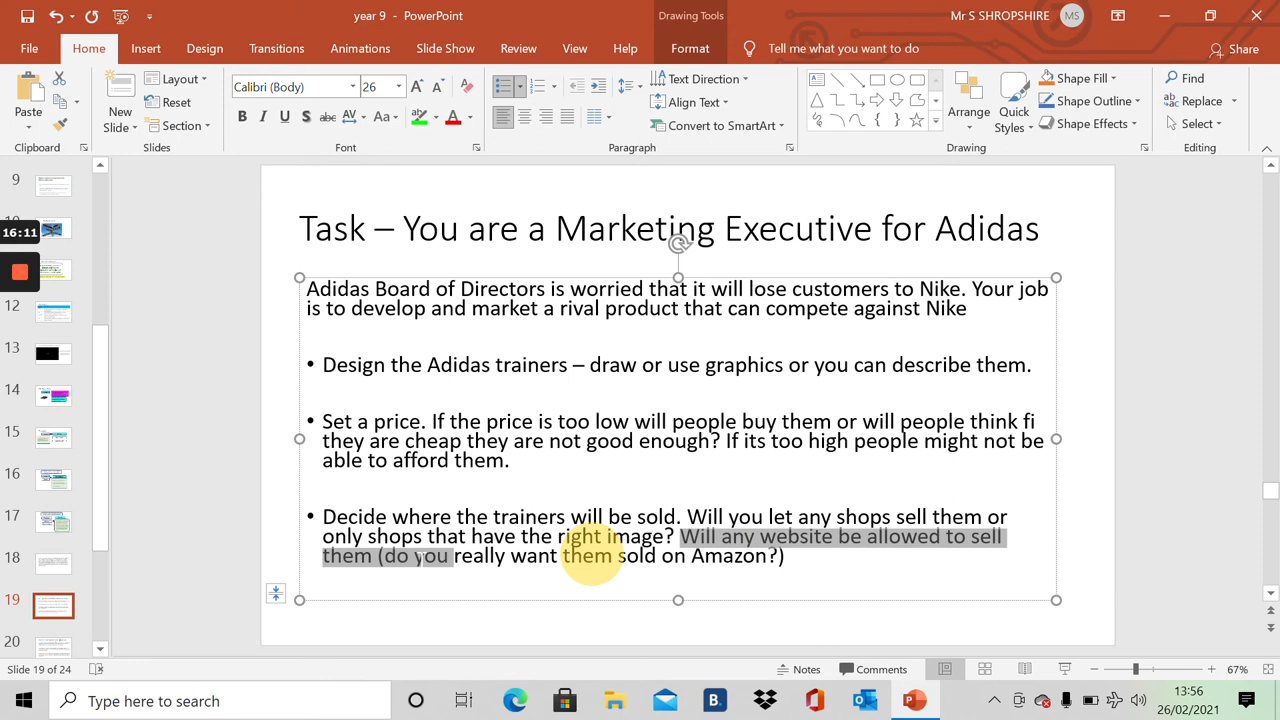 year 9 - PowerPoint
Drawing Tools
Mr S SHROPSHIRE
MS
File
Home
Insert
Design
Transitions
Animations
Slide Show
Review
View
Help
Format
Tell me what you want to do
Share
Paste
Clipboard
New
Slide
Layout
Reset
Section
Slides
Calibri (Body)
26
Font
Text Direction
Align Text
Convert to SmartArt
Paragraph
Arrange
Quick
Styles
Shape Fill
Shape Outline
Shape Effects
Drawing
Find
Replace
Select
Editing
9
16:11
12
13
14
15
16
17
18
19
20
Task – You are a Marketing Executive for Adidas
Adidas Board of Directors is worried that it will lose customers to Nike. Your job
is to develop and market a rival product that can compete against Nike
• Design the Adidas trainers – draw or use graphics or you can describe them.
• Set a price. If the price is too low will people buy them or will people think fi
they are cheap they are not good enough? If its too high people might not be
able to afford them.
• Decide where the trainers will be sold. Will you let any shops sell them or
only shops that have the right image? Will any website be allowed to sell
them (do you really want them sold on Amazon?)
Slide 19 of 24
Notes
Comments
67%
Type here to search
13:56
26/02/2021